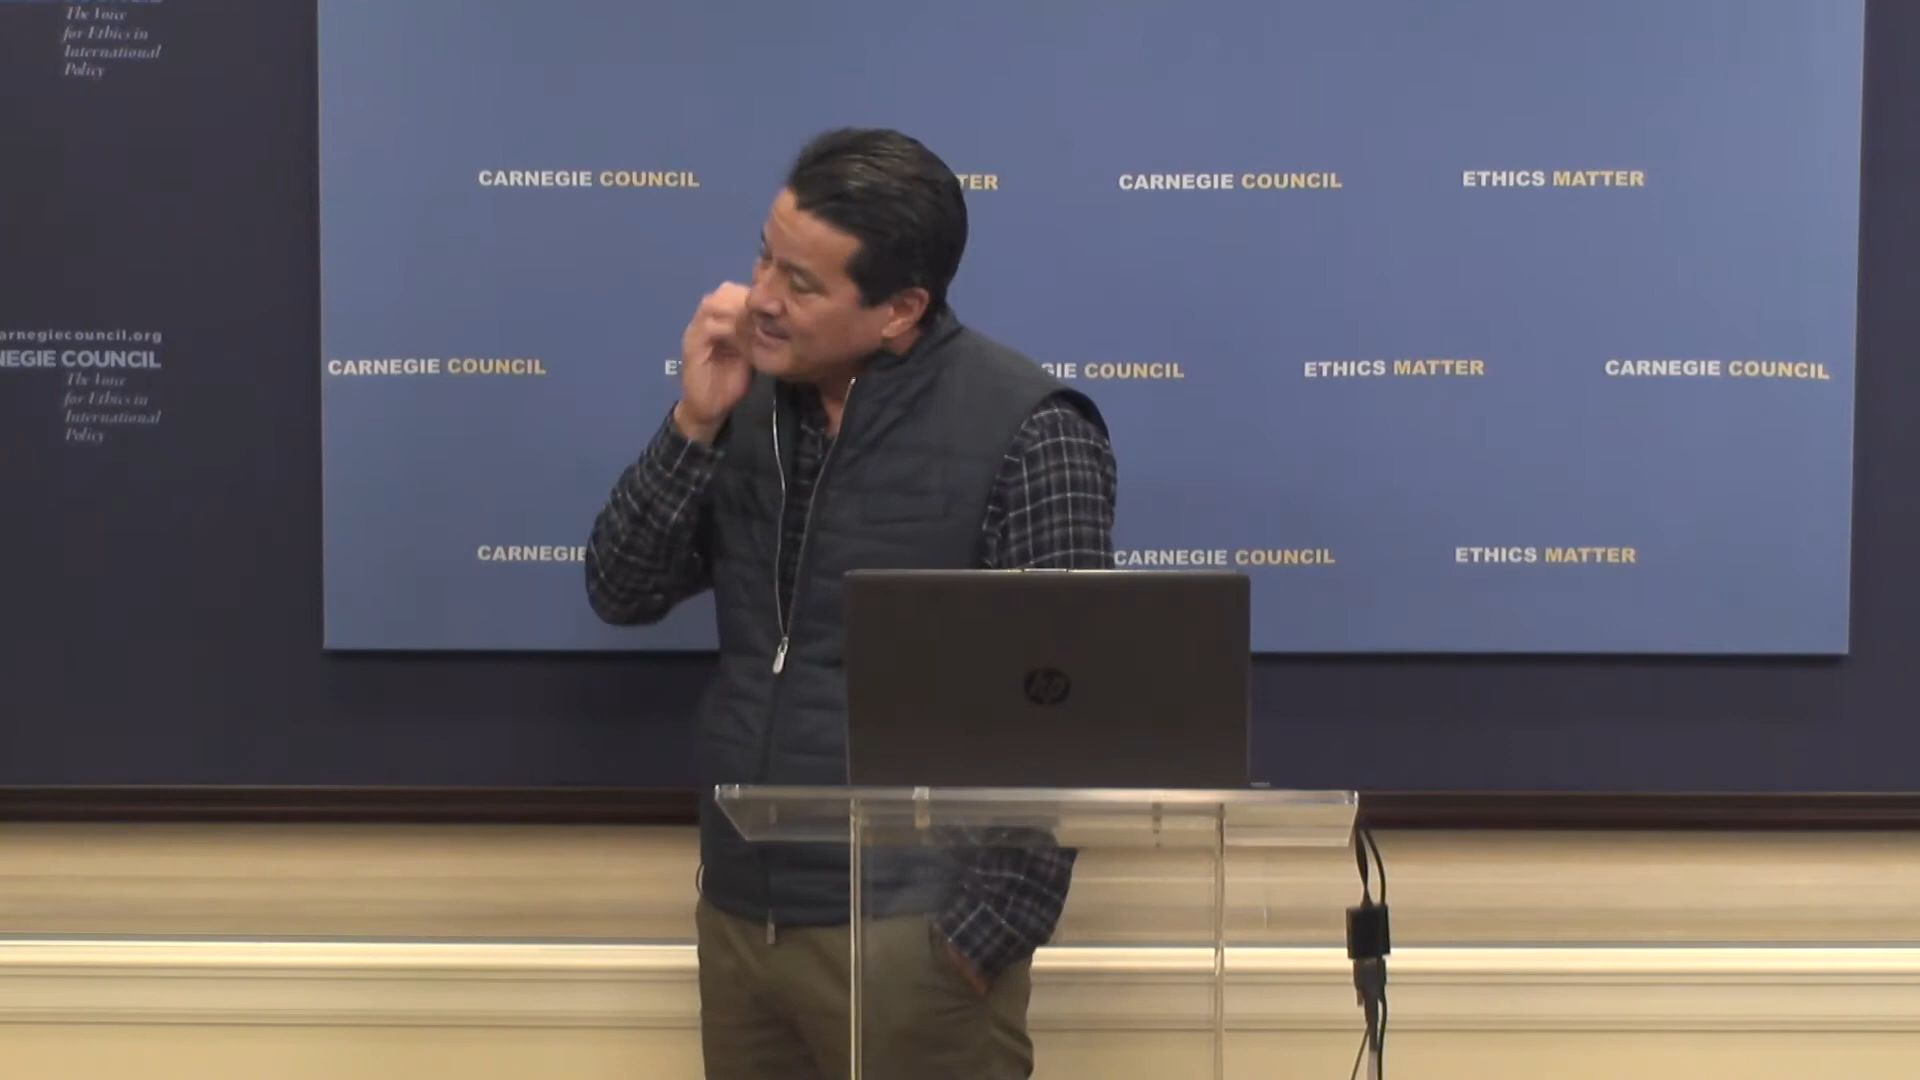 The Voice
for Ethics in
International
Policy
CARNEGIE COUNCIL
TER
CARNEGIE COUNCIL
ETHICS MATTER
arnegiecouncil.org
NEGIE COUNCIL
The Voice
for Ethics in
International
Policy
CARNEGIE COUNCIL
ET
GIE COUNCIL
ETHICS MATTER
CARNEGIE COUNCIL
CARNEGIE
CARNEGIE COUNCIL
ETHICS MATTER
hp